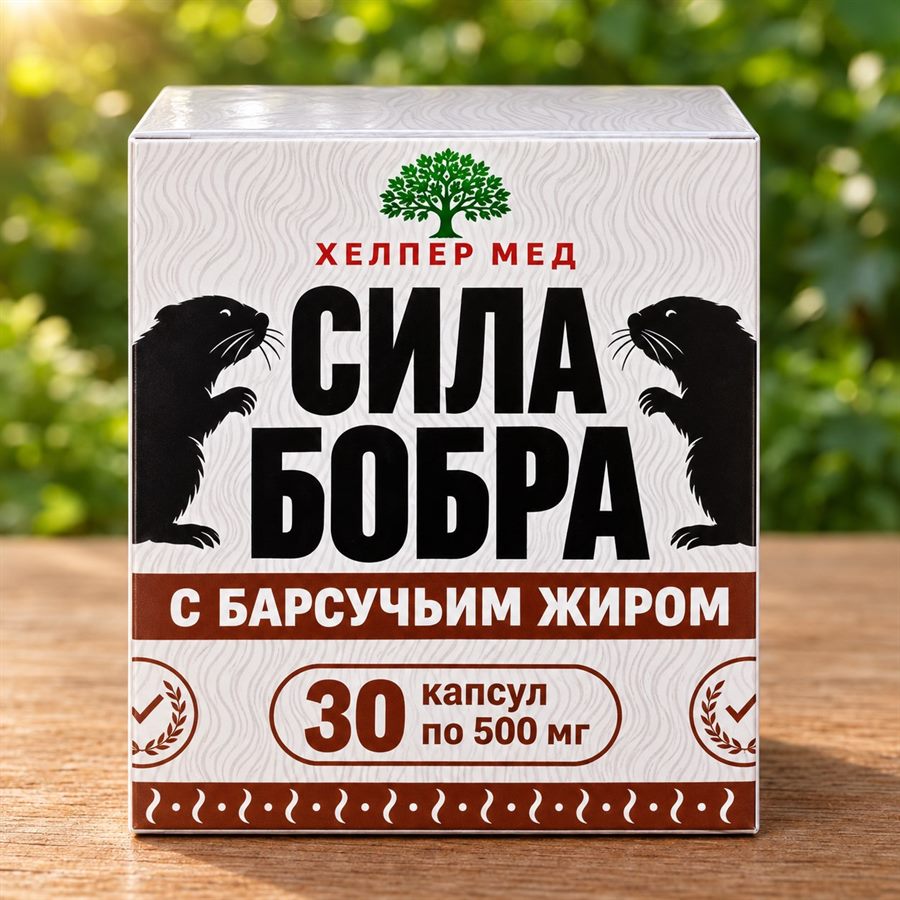 ХЕЛПЕР МЕД
СИЛА
БОБРА
С БАРСУЧЬИМ ЖИРОМ
30 капсул
по 500 мг